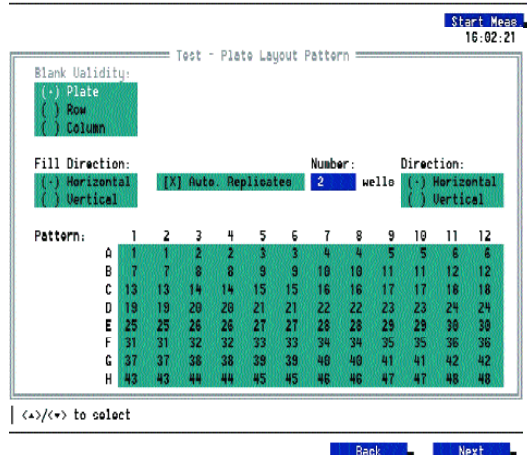 Start Meas
16:02:21
Test - Plate Layout Pattern
Blank Validity:
(·) Plate
( ) Row
( ) Column
Fill Direction: Number: Direction:
(·) Horizontal [X] Auto. Replicates 2 wells (·) Horizontal
( ) Vertical ( ) Vertical
Pattern: 1 2 3 4 5 6 7 8 9 10 11 12
A 1 1 2 2 3 3 4 4 5 5 6 6
B 7 7 8 8 9 9 10 10 11 11 12 12
C 13 13 14 14 15 15 16 16 17 17 18 18
D 19 19 20 20 21 21 22 22 23 23 24 24
E 25 25 26 26 27 27 28 28 29 29 30 30
F 31 31 32 32 33 33 34 34 35 35 36 36
G 37 37 38 38 39 39 40 40 41 41 42 42
H 43 43 44 44 45 45 46 46 47 47 48 48
<▲>/<▼> to select
Back Next